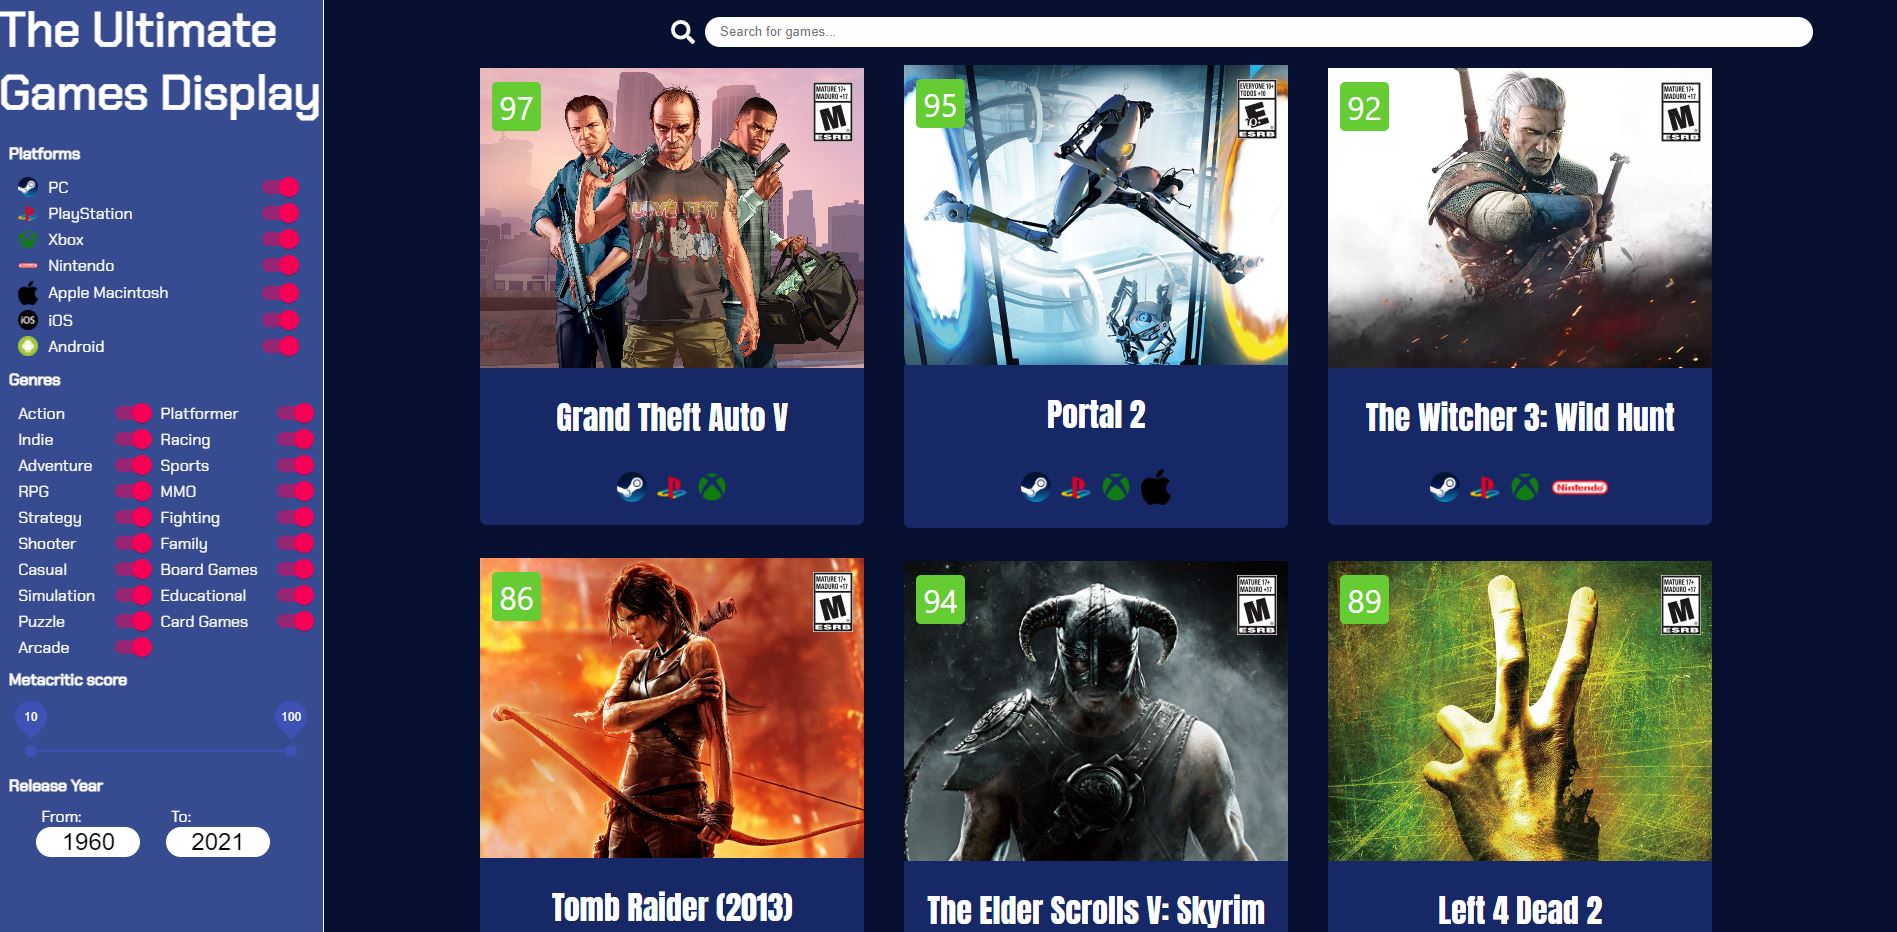 The Ultimate
Games Display
Platforms
PC
PlayStation
Xbox
Nintendo
Apple Macintosh
iOS
iOS
Android
Genres
Action
Platformer
Indie
Racing
Adventure
Sports
RPG
MMO
Strategy
Fighting
Shooter
Family
Casual
Board Games
Simulation
Educational
Puzzle
Card Games
Arcade
Metacritic score
10
100
Release Year
From:
To:
1960
2021
Search for games...
97
MATURE 17+
MADURO +17
M
ESRB
Grand Theft Auto V
95
EVERYONE 10+
TODOS +10
E
10+
ESRB
Portal 2
92
MATURE 17+
MADURO +17
M
ESRB
The Witcher 3: Wild Hunt
Nintendo
86
MATURE 17+
MADURO +17
M
ESRB
Tomb Raider (2013)
94
MATURE 17+
MADURO +17
M
ESRB
The Elder Scrolls V: Skyrim
89
MATURE 17+
MADURO +17
M
ESRB
Left 4 Dead 2